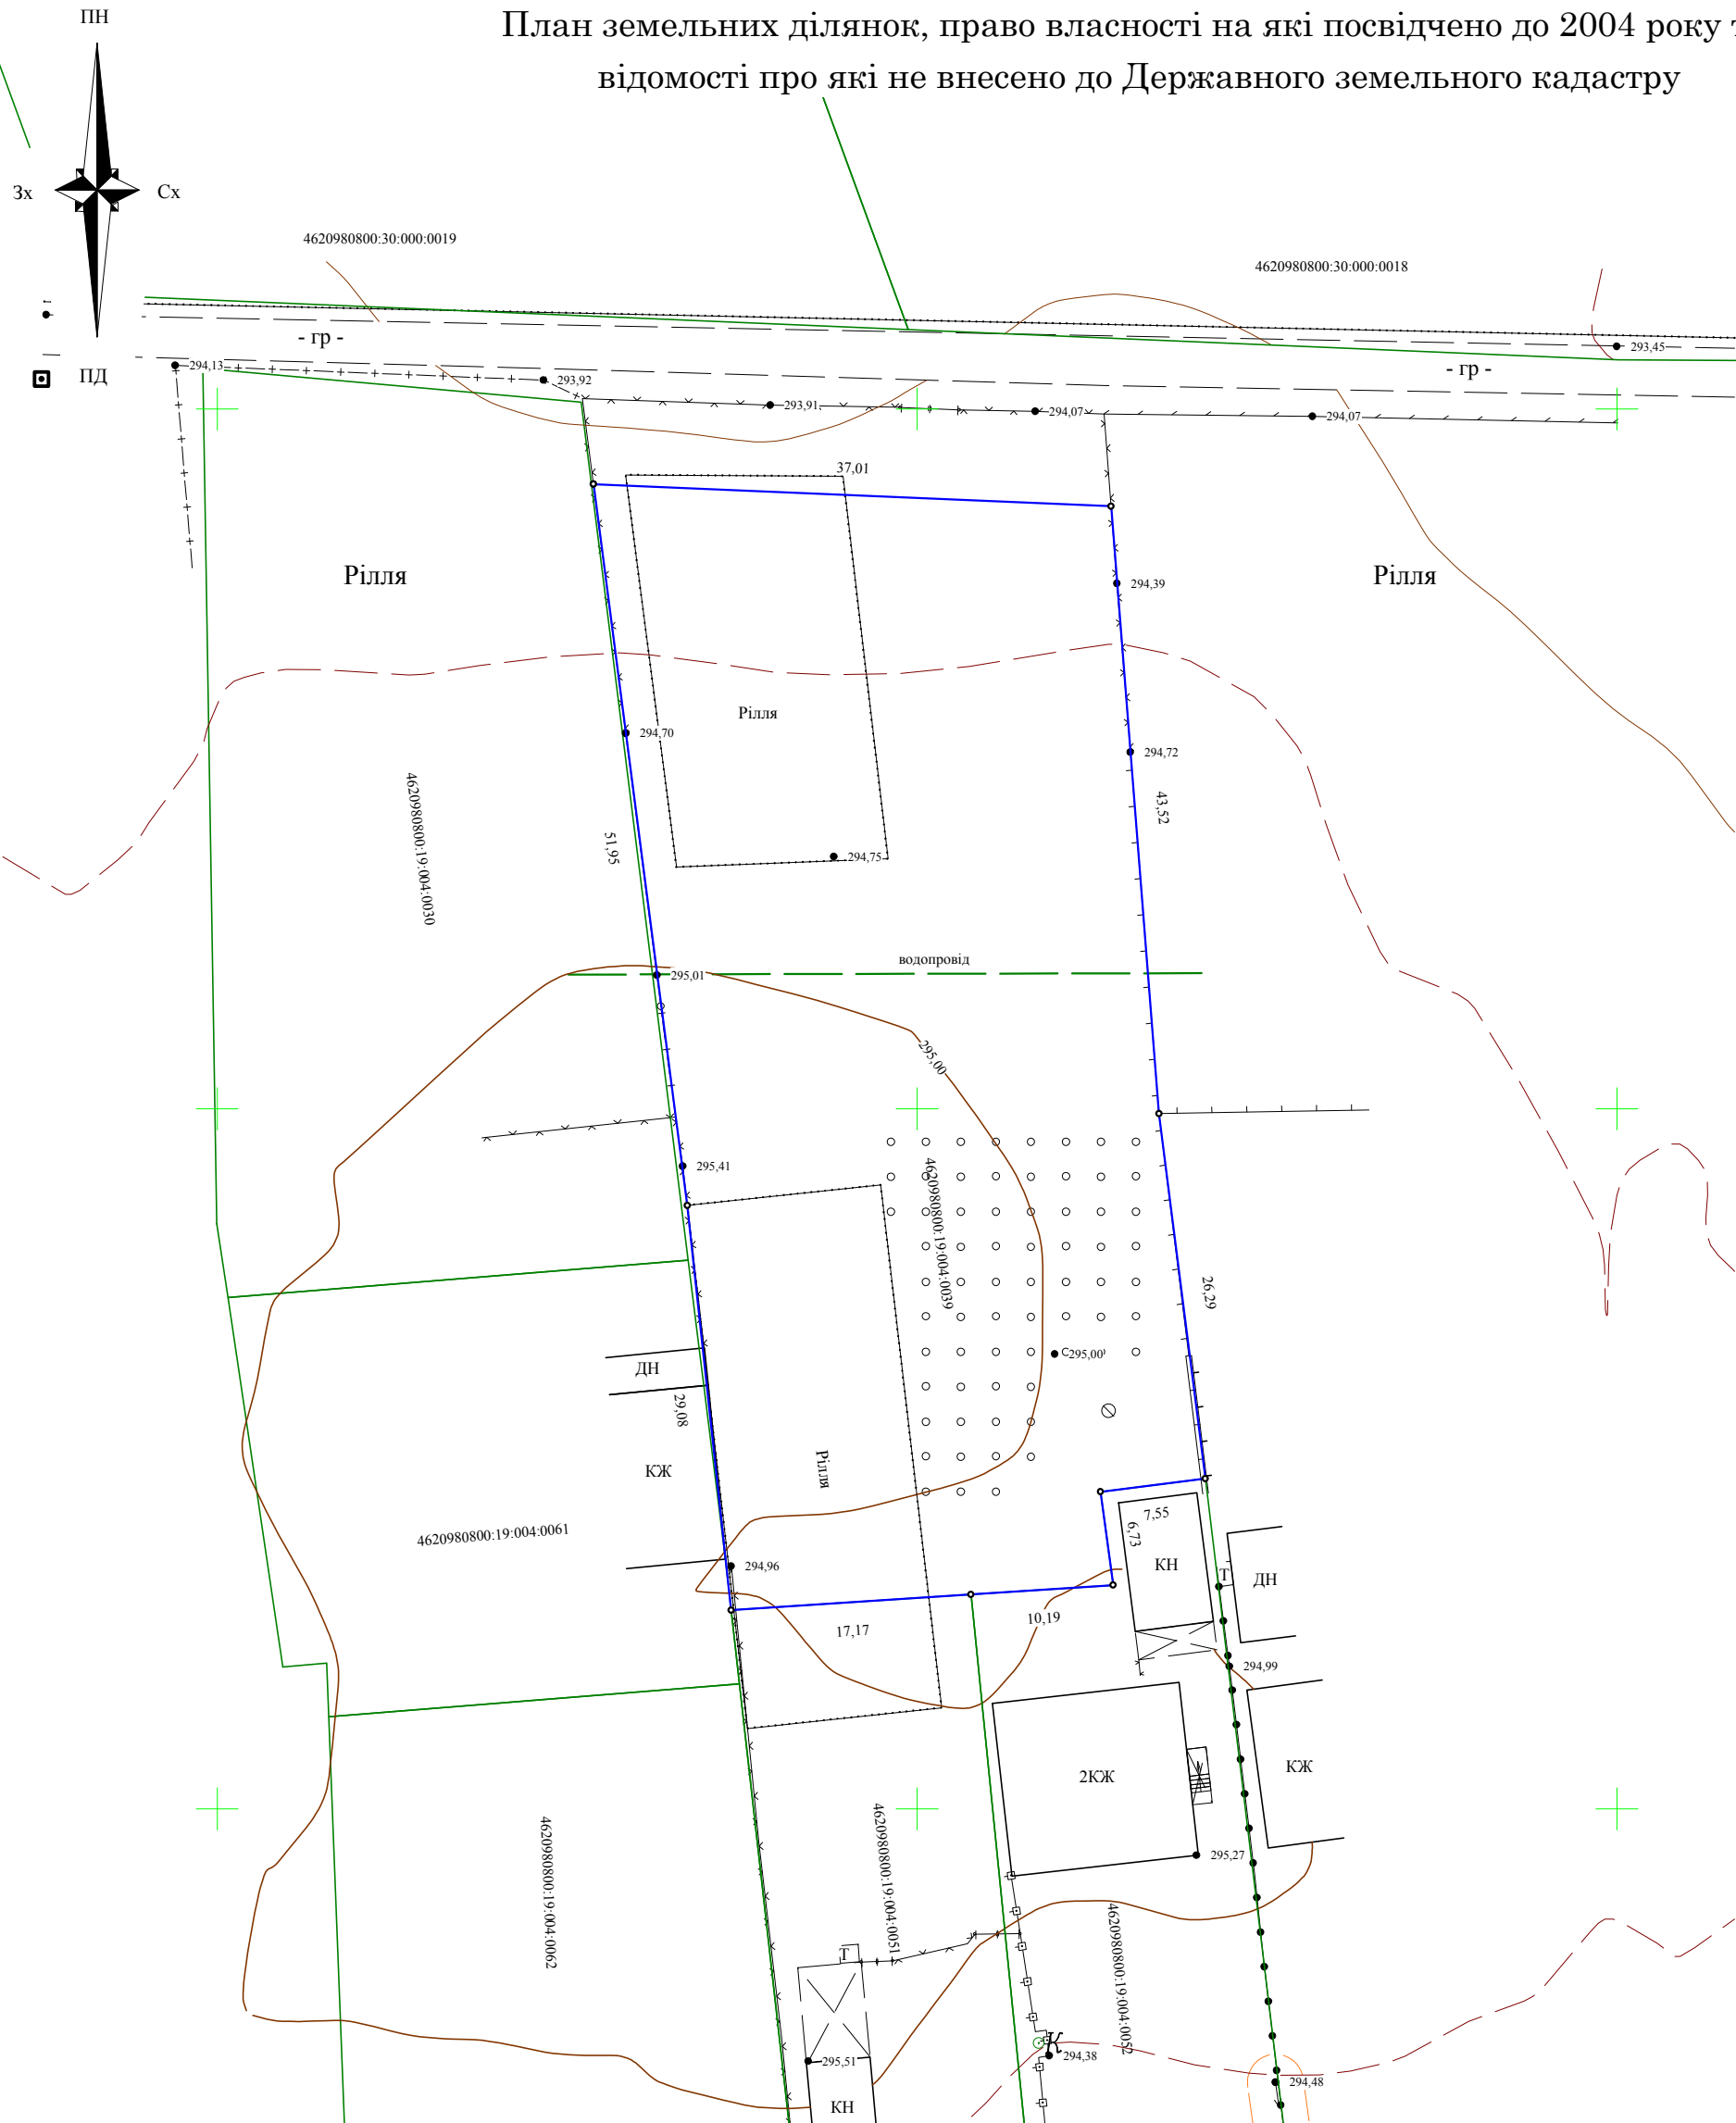 ПН
План земельних ділянок, право власності на які посвідчено до 2004 року
відомості про які не внесено до Державного земельного кадастру
Зх
Сх
4620980800:30:000:0019
4620980800:30:000:0018
- гр -
293,45
294,13
- гр -
ПД
293,92
293,91
294,07
294,07
37,01
Рілля
Рілля
294,39
Рілля
294,70
294,72
43,52
4620980800:19:004:0030
51,95
294,75
водопровід
295,01
295,00
295,41
4620980800:19:004:0039
26,29
295,00
ДН
29,08
КЖ
Рілля
7,55
6,73
4620980800:19:004:0061
294,96
КН
Т
ДН
10,19
17,17
294,99
2КЖ
КЖ
295,27
4620980800:19:004:0062
4620980800:19:004:0051
4620980800:19:004:0052
Т
К
294,38
295,51
294,48
КН